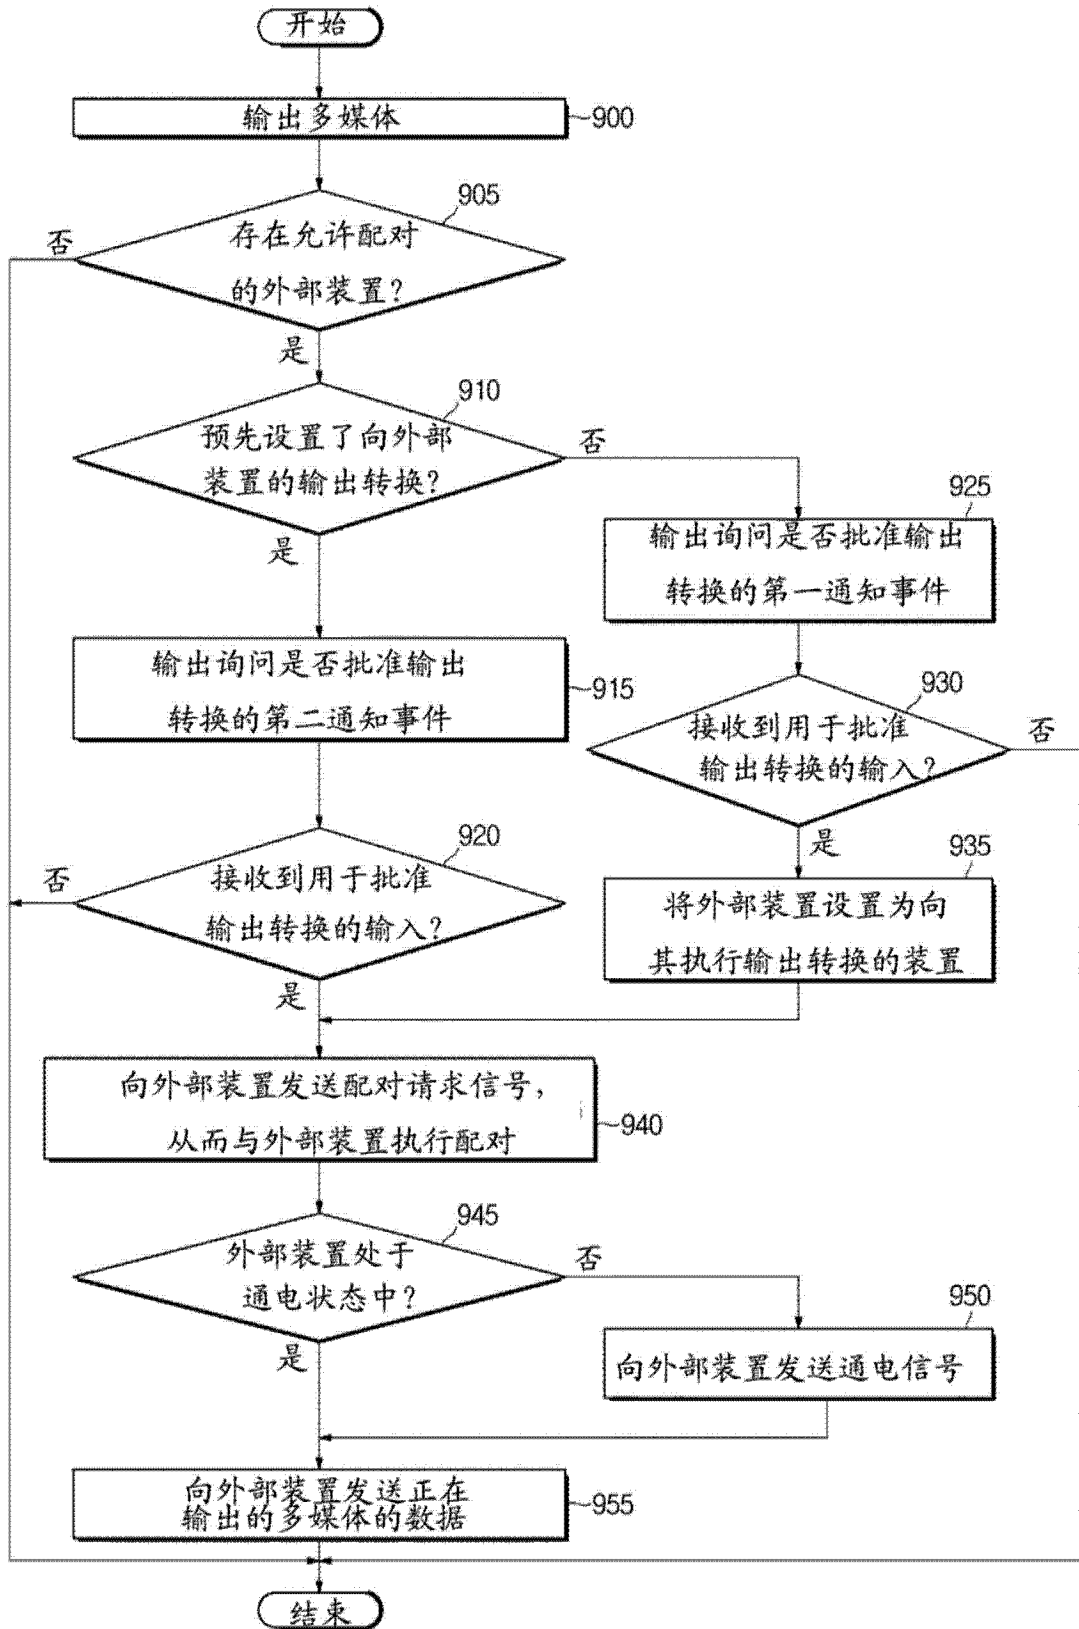 开始
输出多媒体
900
905
否
存在允许配对
的外部装置?
是
910
预先设置了向外部
装置的输出转换?
否
是
925
输出询问是否批准输出
转换的第一通知事件
输出询问是否批准输出
转换的第二通知事件
915
930
接收到用于批准
输出转换的输入?
否
是
920
否
接收到用于批准
输出转换的输入?
是
935
将外部装置设置为向
其执行输出转换的装置
向外部装置发送配对请求信号,
从而与外部装置执行配对
940
945
外部装置处于
通电状态中?
否
是
950
向外部装置发送通电信号
向外部装置发送正在
输出的多媒体的数据
955
结束